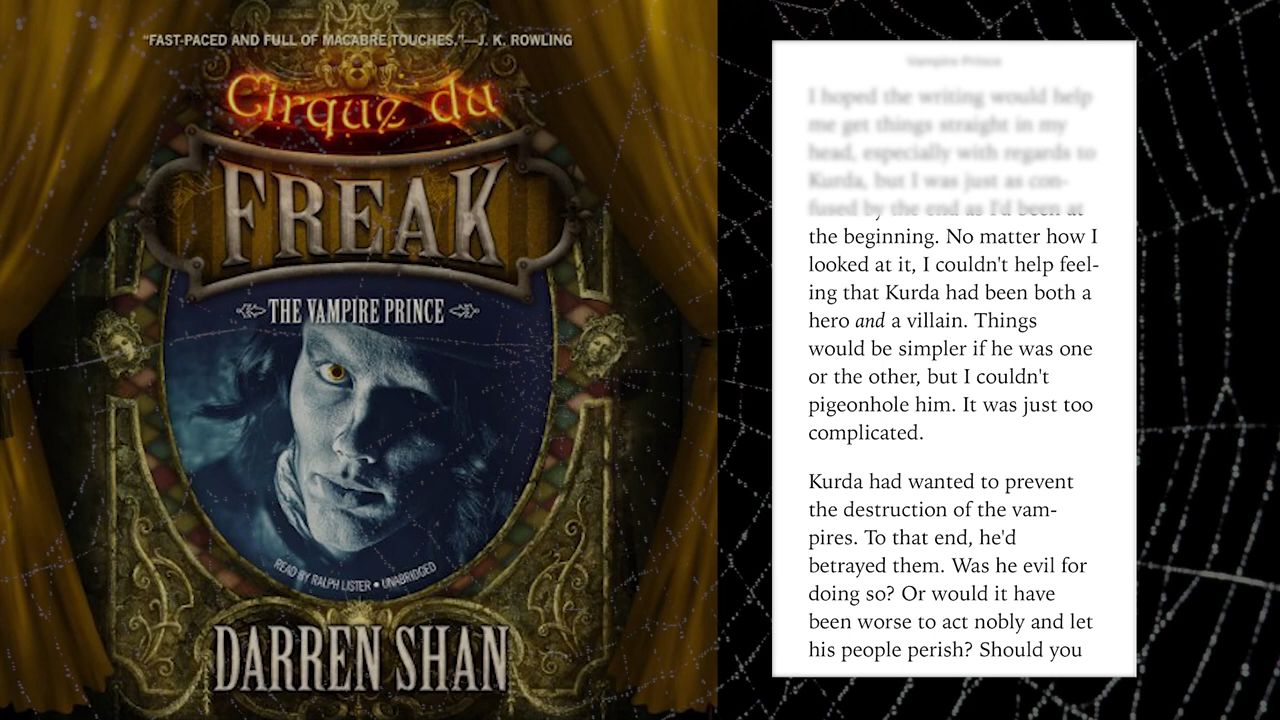 "FAST-PACED AND FULL OF MACABRE TOUCHES."—J. K. ROWLING
Cirque du
FREAK
THE VAMPIRE PRINCE
READ BY RALPH LISTER • UNABRIDGED
DARREN SHAN
Vampire Prince
I hoped the writing would help
me get things straight in my
head, especially with regards to
Kurda, but I was just as con-
fused by the end as I'd been at
the beginning. No matter how I
looked at it, I couldn't help feel-
ing that Kurda had been both a
hero and a villain. Things
would be simpler if he was one
or the other, but I couldn't
pigeonhole him. It was just too
complicated.
Kurda had wanted to prevent
the destruction of the vam-
pires. To that end, he'd
betrayed them. Was he evil for
doing so? Or would it have
been worse to act nobly and let
his people perish? Should you